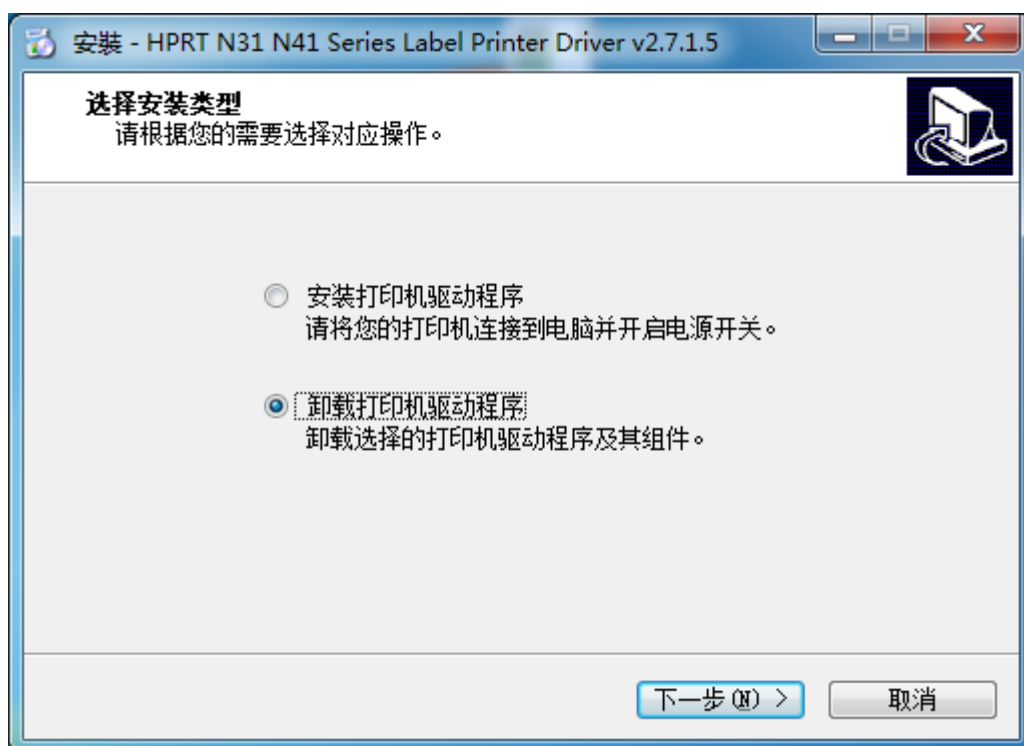 安裝 - HPRT N31 N41 Series Label Printer Driver v2.7.1.5
选择安装类型
请根据您的需要选择对应操作。
安装打印机驱动程序
请将您的打印机连接到电脑并开启电源开关。
卸载打印机驱动程序
卸载选择的打印机驱动程序及其组件。
下一步(N) >
取消